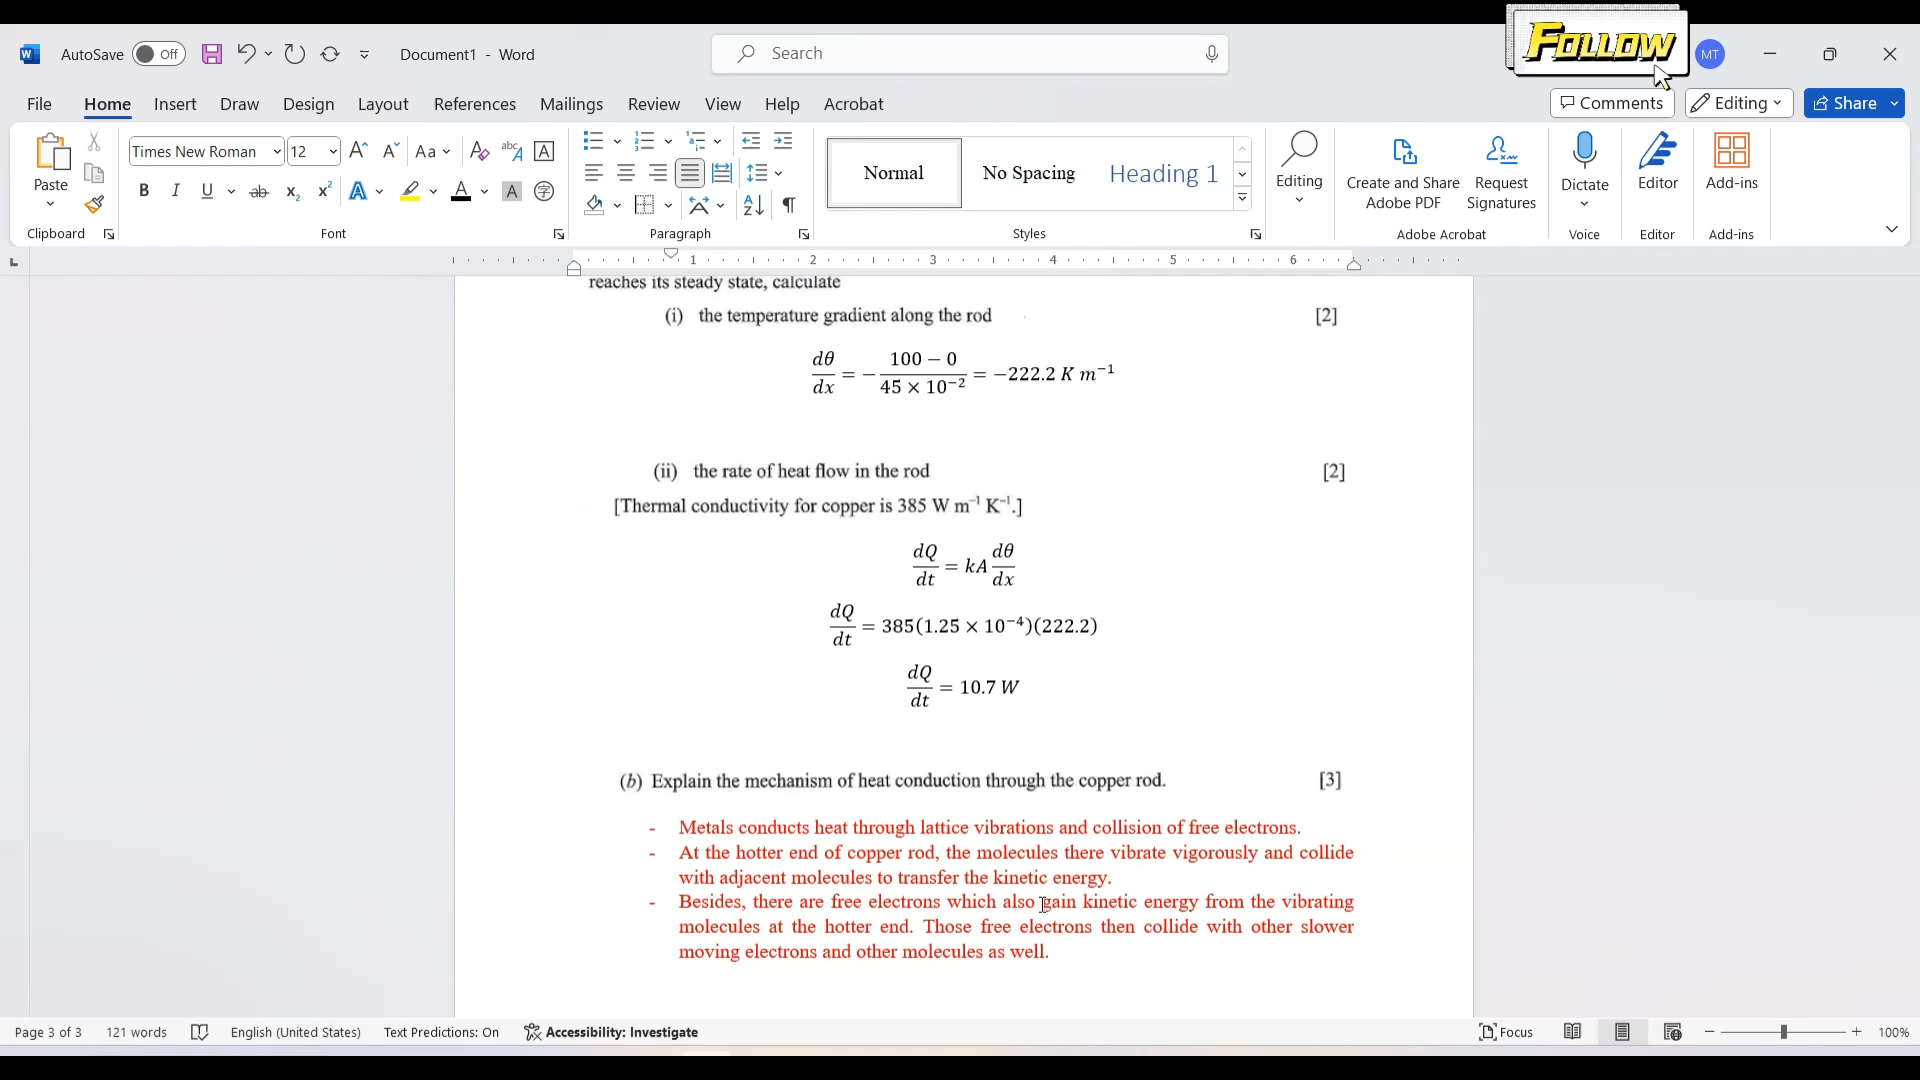 FOLLOW
AutoSave Off Document1 - Word Search MT
File Home Insert Draw Design Layout References Mailings Review View Help Acrobat Comments Editing Share
Paste Times New Roman 12 Aa Normal No Spacing Heading 1 Editing Create and Share Adobe PDF Request Signatures Dictate Editor Add-ins
Clipboard Font Paragraph Styles Adobe Acrobat Voice Editor Add-ins
1 2 3 4 5 6
reaches its steady state, calculate
(i) the temperature gradient along the rod [2]
dθ/dx = − (100 − 0)/(45 × 10⁻²) = −222.2 K m⁻¹
(ii) the rate of heat flow in the rod [2]
[Thermal conductivity for copper is 385 W m⁻¹ K⁻¹.]
dQ/dt = kA dθ/dx
dQ/dt = 385(1.25 × 10⁻⁴)(222.2)
dQ/dt = 10.7 W
(b) Explain the mechanism of heat conduction through the copper rod. [3]
- Metals conducts heat through lattice vibrations and collision of free electrons.
- At the hotter end of copper rod, the molecules there vibrate vigorously and collide
with adjacent molecules to transfer the kinetic energy.
- Besides, there are free electrons which also gain kinetic energy from the vibrating
molecules at the hotter end. Those free electrons then collide with other slower
moving electrons and other molecules as well.
Page 3 of 3 121 words English (United States) Text Predictions: On Accessibility: Investigate Focus 100%